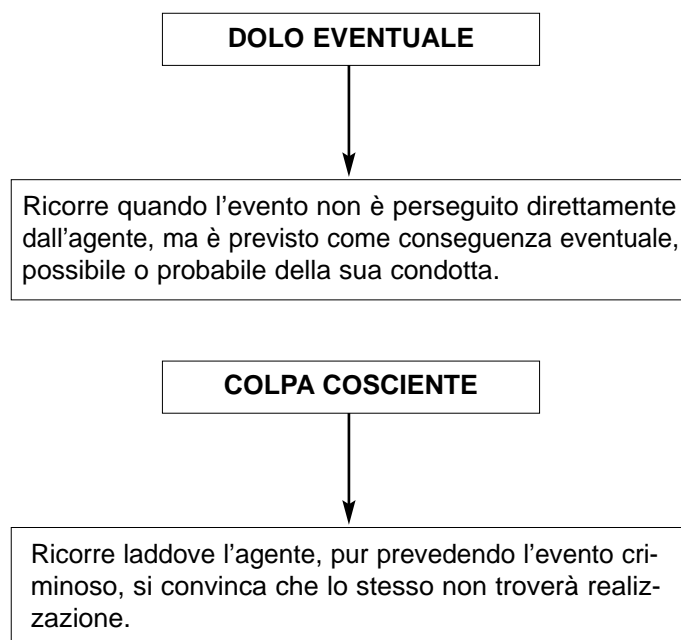 DOLO EVENTUALE
Ricorre quando l’evento non è perseguito direttamente
dall’agente, ma è previsto come conseguenza eventuale,
possibile o probabile della sua condotta.
COLPA COSCIENTE
Ricorre laddove l’agente, pur prevedendo l’evento cri-
minoso, si convinca che lo stesso non troverà realiz-
zazione.